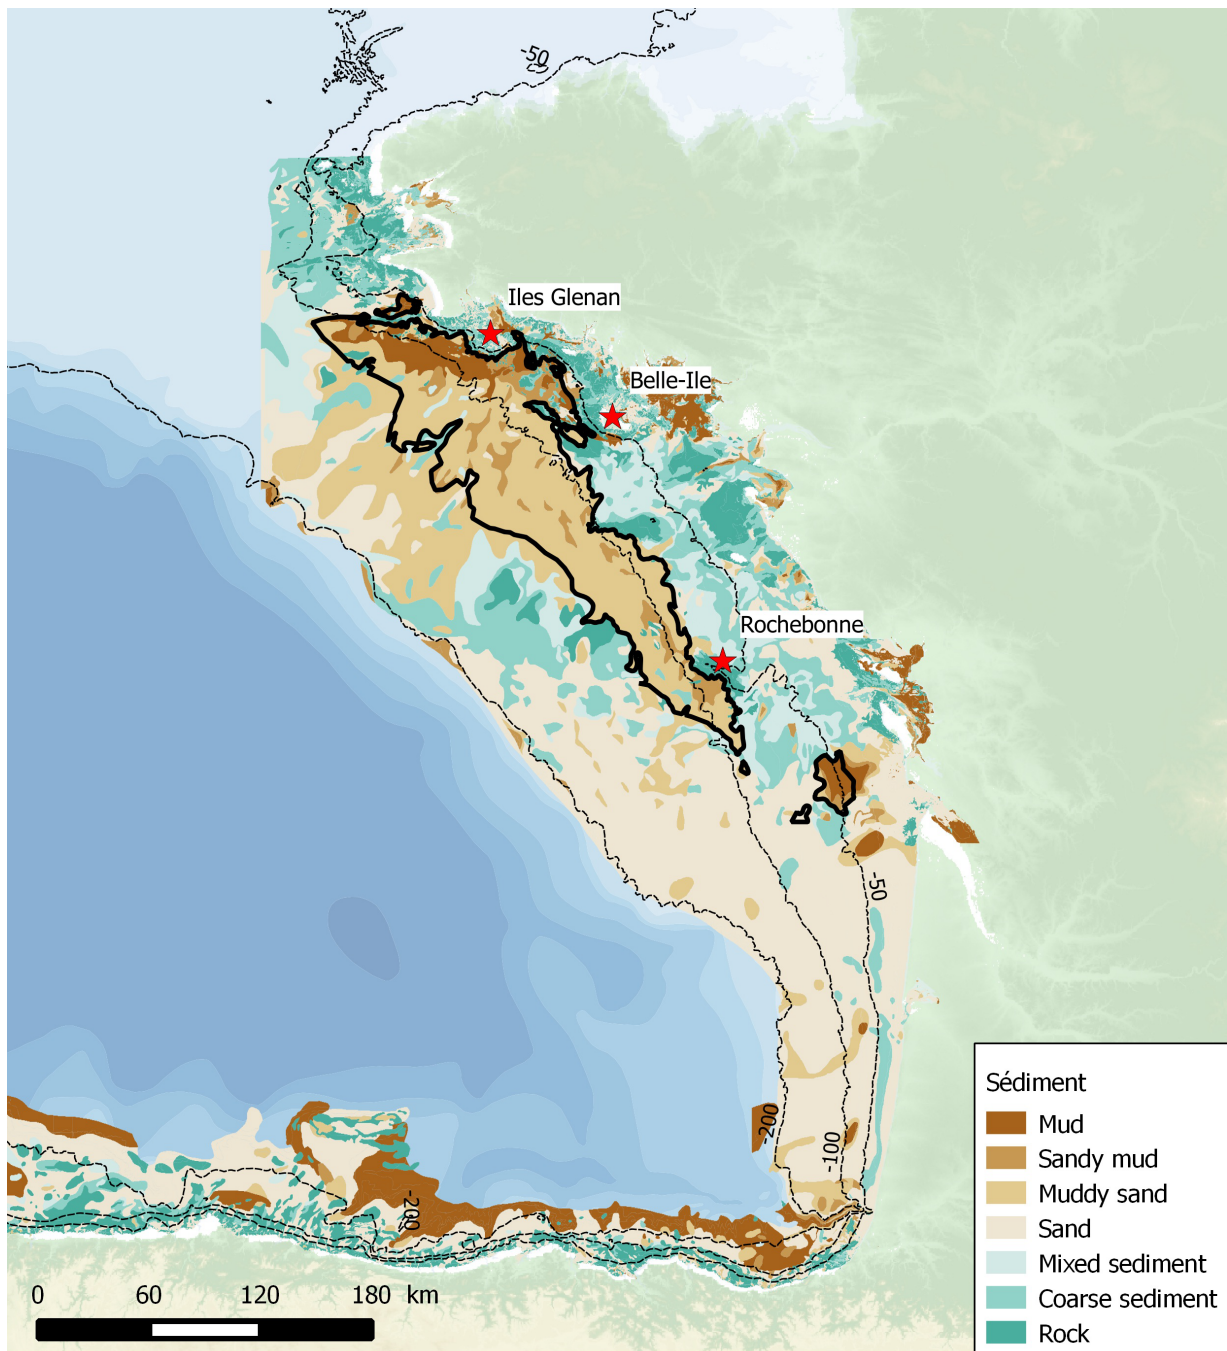 -50
Iles Glenan
Belle-Ile
Rochebonne
-50
-200
-100
-200
Sédiment
Mud
Sandy mud
Muddy sand
Sand
Mixed sediment
Coarse sediment
Rock
0 60 120 180 km